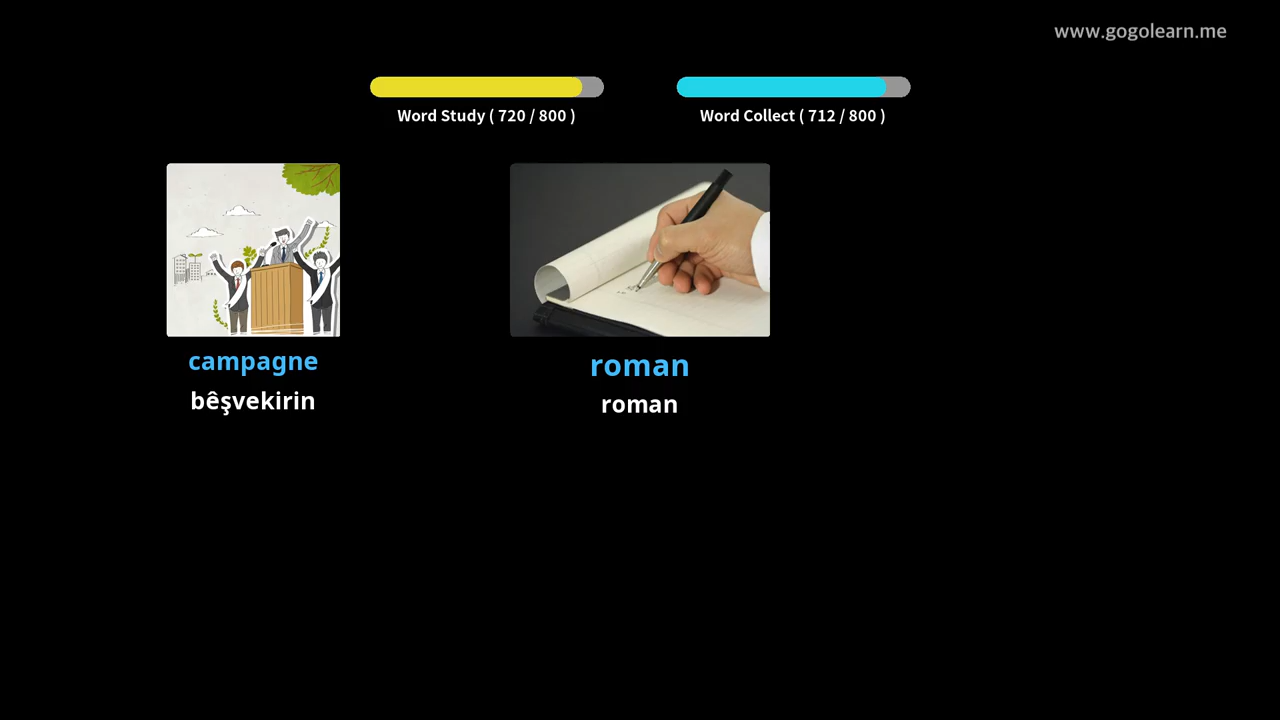 www.gogolearn.me
Word Study ( 720 / 800 )
Word Collect ( 712 / 800 )
campagne
bêşvekirin
roman
roman